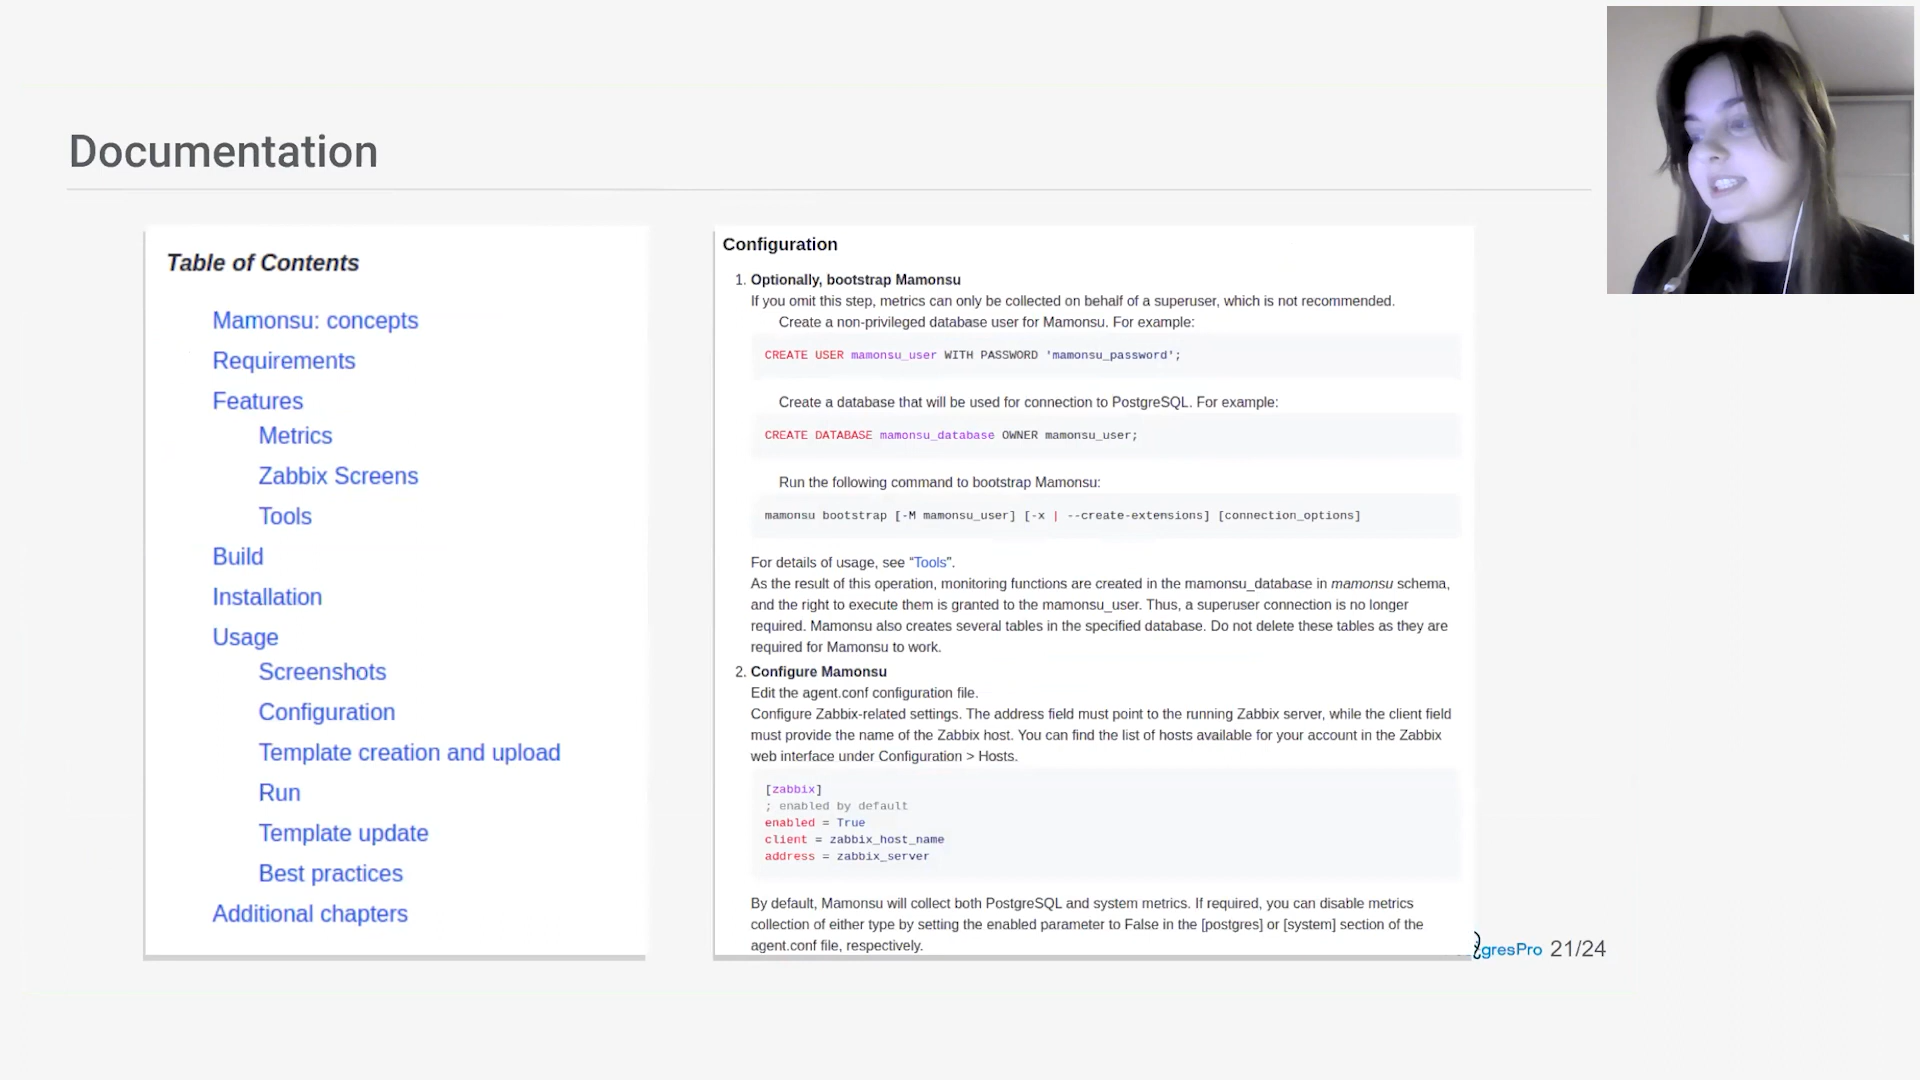 Documentation
Table of Contents
Mamonsu: concepts
Requirements
Features
Metrics
Zabbix Screens
Tools
Build
Installation
Usage
Screenshots
Configuration
Template creation and upload
Run
Template update
Best practices
Additional chapters
Configuration
1. Optionally, bootstrap Mamonsu
If you omit this step, metrics can only be collected on behalf of a superuser, which is not recommended.
Create a non-privileged database user for Mamonsu. For example:
CREATE USER mamonsu_user WITH PASSWORD 'mamonsu_password';
Create a database that will be used for connection to PostgreSQL. For example:
CREATE DATABASE mamonsu_database OWNER mamonsu_user;
Run the following command to bootstrap Mamonsu:
mamonsu bootstrap [-M mamonsu_user] [-x | --create-extensions] [connection_options]
For details of usage, see “Tools”.
As the result of this operation, monitoring functions are created in the mamonsu_database in mamonsu schema,
and the right to execute them is granted to the mamonsu_user. Thus, a superuser connection is no longer
required. Mamonsu also creates several tables in the specified database. Do not delete these tables as they are
required for Mamonsu to work.
2. Configure Mamonsu
Edit the agent.conf configuration file.
Configure Zabbix-related settings. The address field must point to the running Zabbix server, while the client field
must provide the name of the Zabbix host. You can find the list of hosts available for your account in the Zabbix
web interface under Configuration > Hosts.
[zabbix]
; enabled by default
enabled = True
client = zabbix_host_name
address = zabbix_server
By default, Mamonsu will collect both PostgreSQL and system metrics. If required, you can disable metrics
collection of either type by setting the enabled parameter to False in the [postgres] or [system] section of the
agent.conf file, respectively.
gresPro 21/24